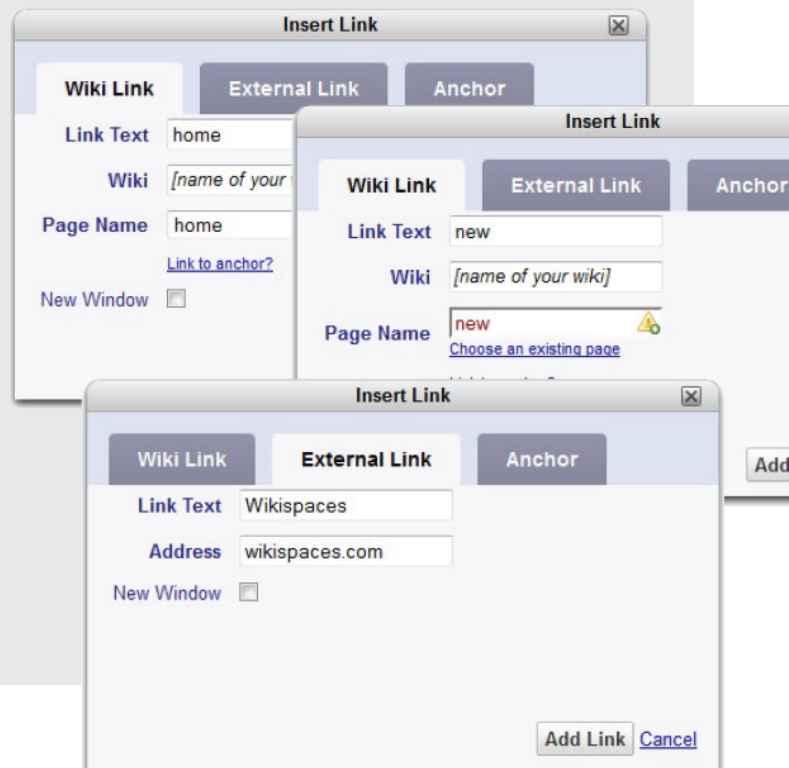 Insert Link
Wiki Link External Link Anchor
Link Text home
Wiki [name of your
Page Name home
Link to anchor?
New Window
Insert Link
Wiki Link External Link Anchor
Link Text new
Wiki [name of your wiki]
Page Name new
Choose an existing page
Add
Insert Link
Wiki Link External Link Anchor
Link Text Wikispaces
Address wikispaces.com
New Window
Add Link Cancel